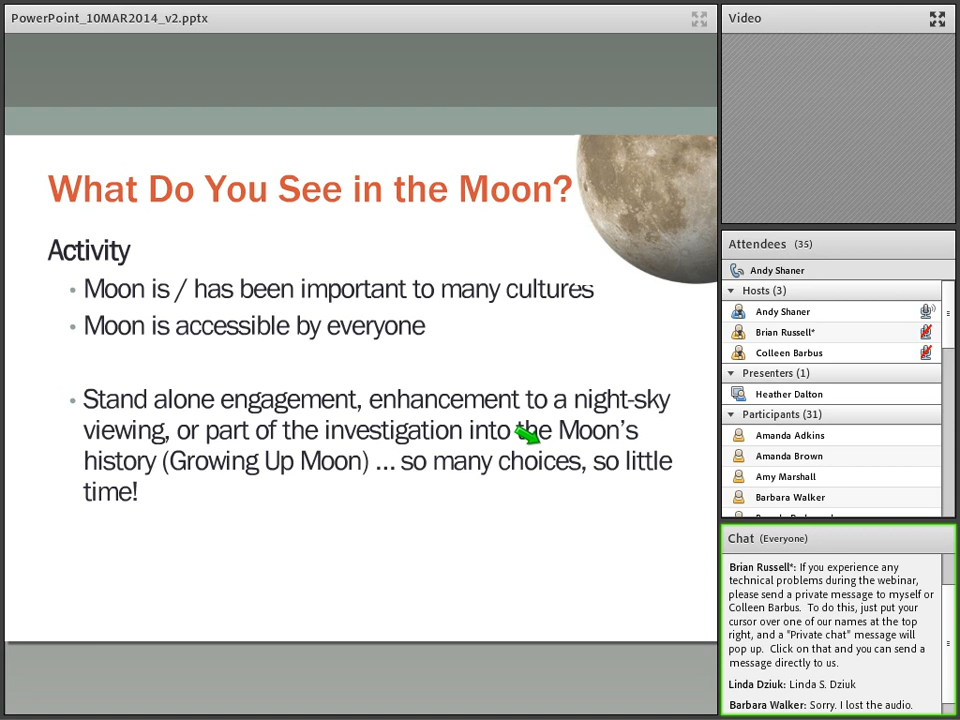 PowerPoint_10MAR2014_v2.pptx
What Do You See in the Moon?
Activity
• Moon is / has been important to many cultures
• Moon is accessible by everyone
• Stand alone engagement, enhancement to a night-sky
viewing, or part of the investigation into the Moon's
history (Growing Up Moon) ... so many choices, so little
time!
Video
Attendees (35)
Andy Shaner
Hosts (3)
Andy Shaner
Brian Russell*
Colleen Barbus
Presenters (1)
Heather Dalton
Participants (31)
Amanda Adkins
Amanda Brown
Amy Marshall
Barbara Walker
Chat (Everyone)
Brian Russell*: If you experience any
technical problems during the webinar,
please send a private message to myself or
Colleen Barbus. To do this, just put your
cursor over one of our names at the top
right, and a "Private chat" message will
pop up. Click on that and you can send a
message directly to us.
Linda Dziuk: Linda S. Dziuk
Barbara Walker: Sorry. I lost the audio.